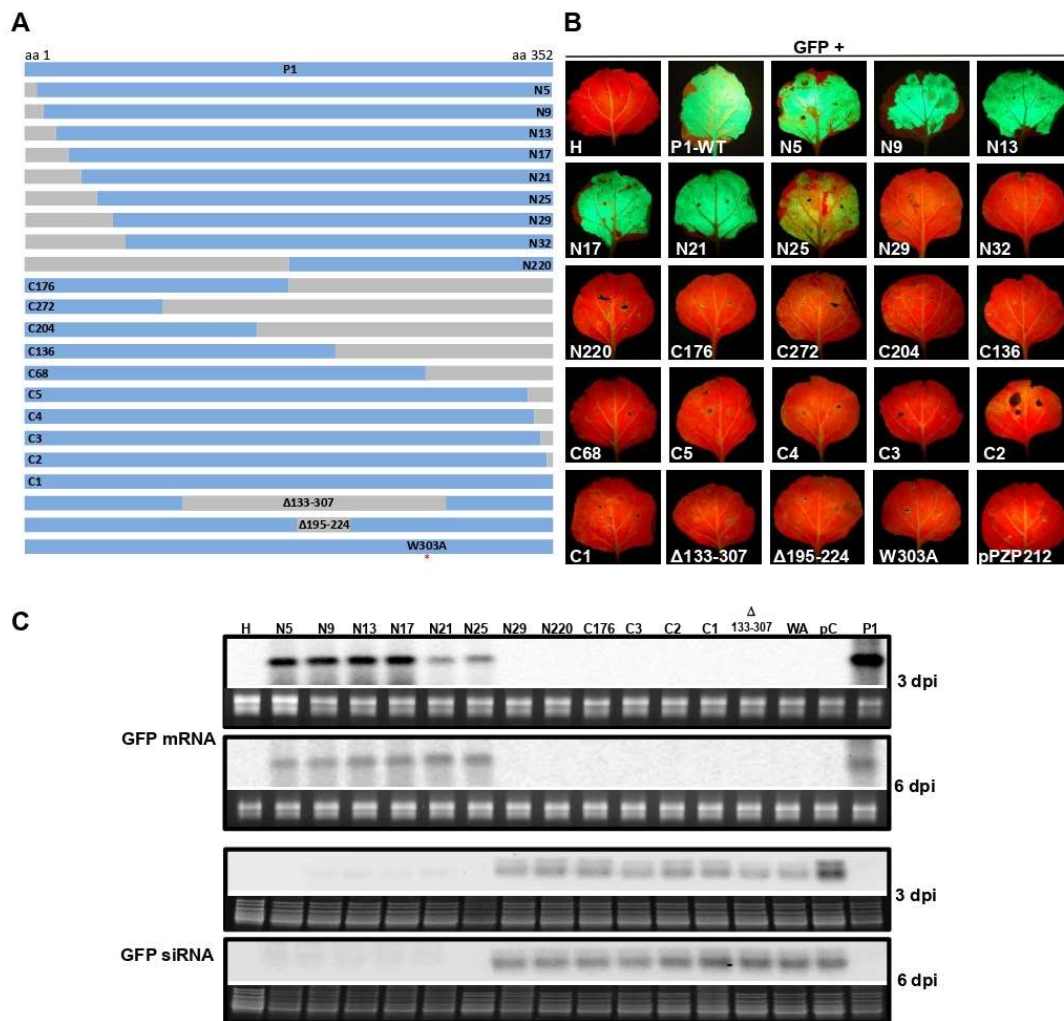 A
aa 1 aa 352
P1
N5
N9
N13
N17
N21
N25
N29
N32
N220
C176
C272
C204
C136
C68
C5
C4
C3
C2
C1
Δ133-307
Δ195-224
W303A
*
B
GFP +
H P1-WT N5 N9 N13
N17 N21 N25 N29 N32
N220 C176 C272 C204 C136
C68 C5 C4 C3 C2
C1 Δ133-307 Δ195-224 W303A pPZP212
C
H N5 N9 N13 N17 N21 N25 N29 N220 C176 C3 C2 C1 Δ 133-307 WA pC P1
3 dpi
GFP mRNA
6 dpi
3 dpi
GFP siRNA
6 dpi